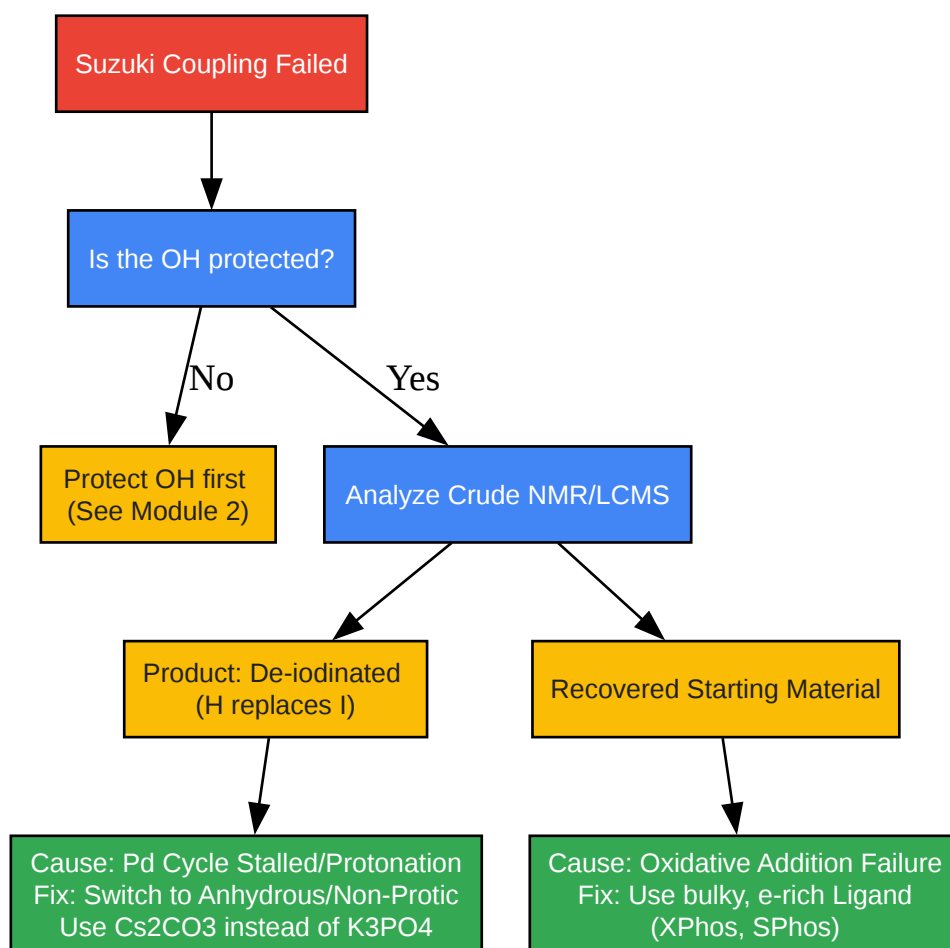 Suzuki Coupling Failed
Is the OH protected?
No
Yes
Protect OH first
(See Module 2)
Analyze Crude NMR/LCMS
Product: De-iodinated
(H replaces I)
Recovered Starting Material
Cause: Pd Cycle Stalled/Protonation
Fix: Switch to Anhydrous/Non-Protic
Use Cs2CO3 instead of K3PO4
Cause: Oxidative Addition Failure
Fix: Use bulky, e-rich Ligand
(XPhos, SPhos)